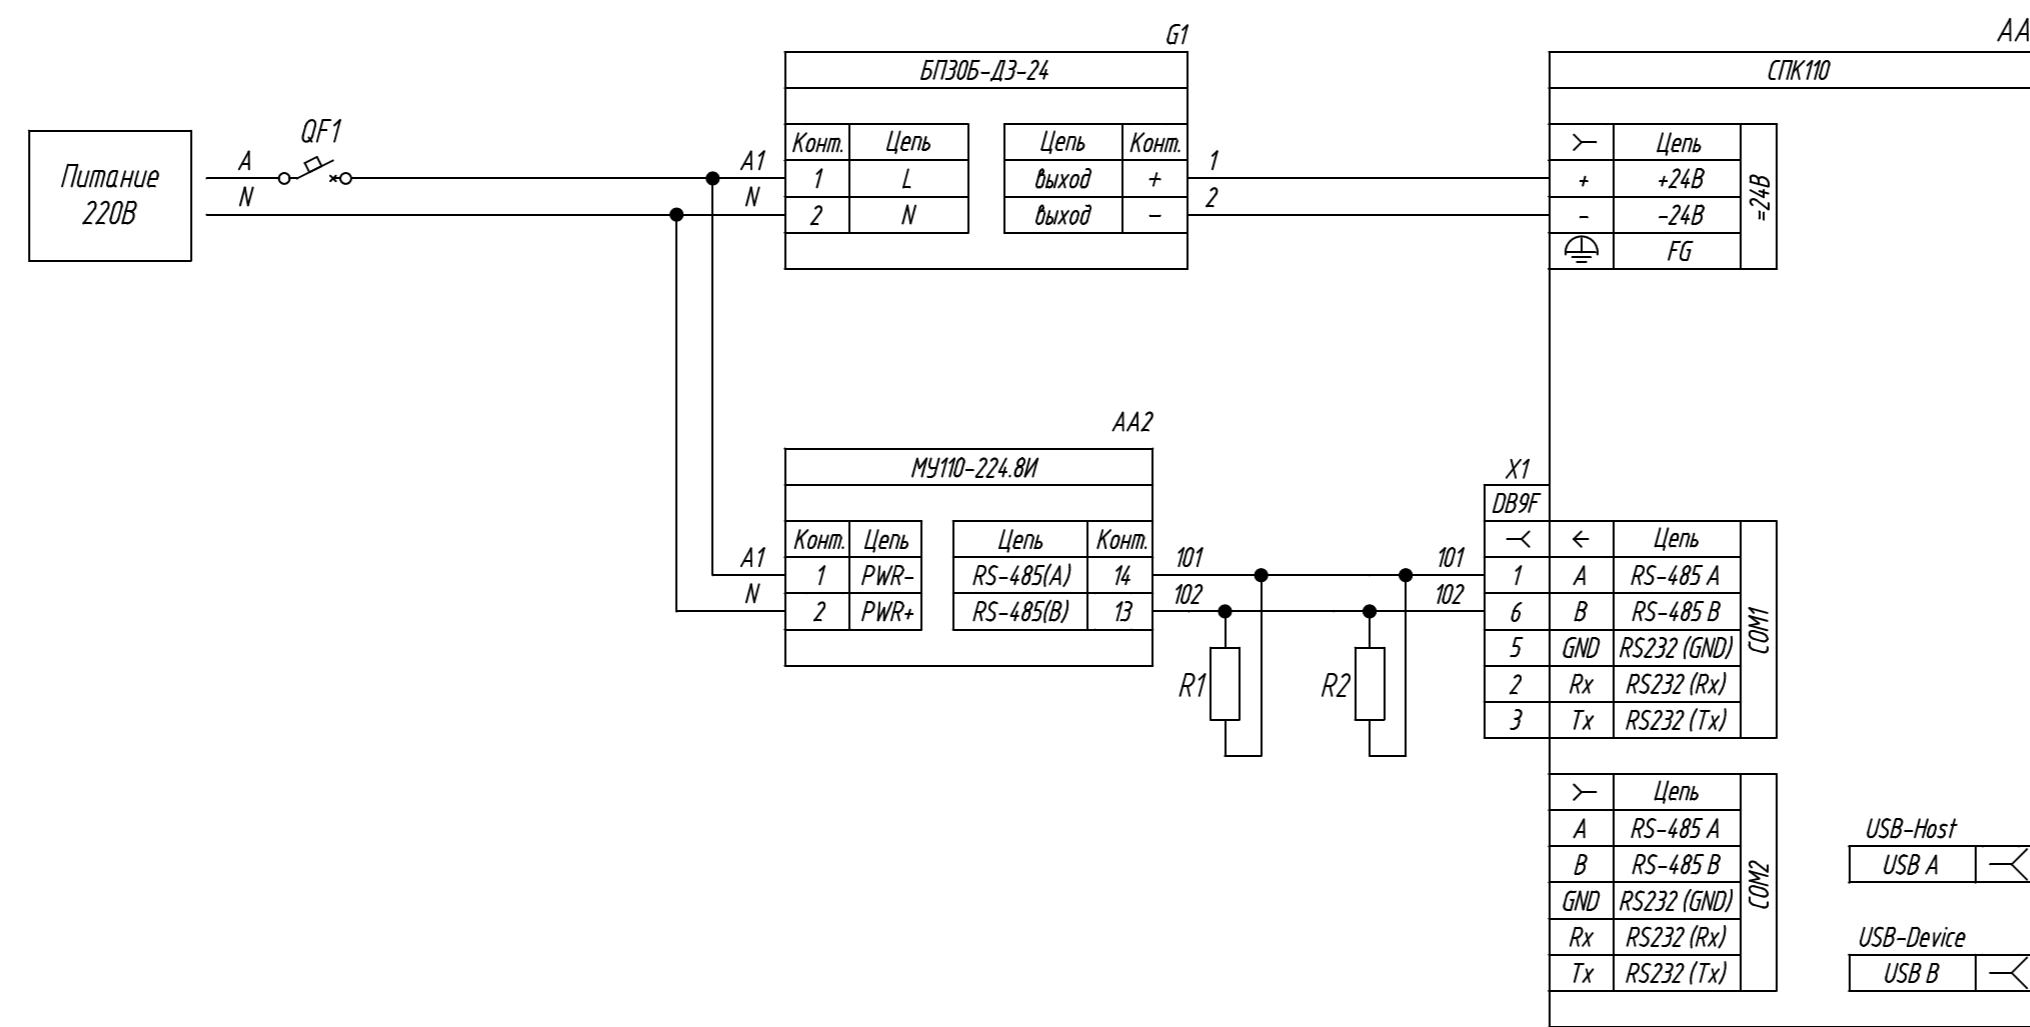 G1
AA
БП30Б-Д3-24
СПК110
Питание
220В
A
QF1
N
A1
N
Конт. Цепь
1 L
2 N
Цепь Конт.
выход +
выход -
1
2
Цепь
+ +24В
- -24В
FG
=24В
AA2
МУ110-224.8И
A1
N
Конт. Цепь
1 PWR-
2 PWR+
Цепь Конт.
RS-485(A) 14
RS-485(B) 13
101
102
R1
R2
101
102
X1
DB9F
← Цепь
1 A RS-485 A
6 B RS-485 B
5 GND RS232 (GND)
2 Rx RS232 (Rx)
3 Tx RS232 (Tx)
COM1
Цепь
A RS-485 A
B RS-485 B
GND RS232 (GND)
Rx RS232 (Rx)
Tx RS232 (Tx)
COM2
USB-Host
USB A
USB-Device
USB B